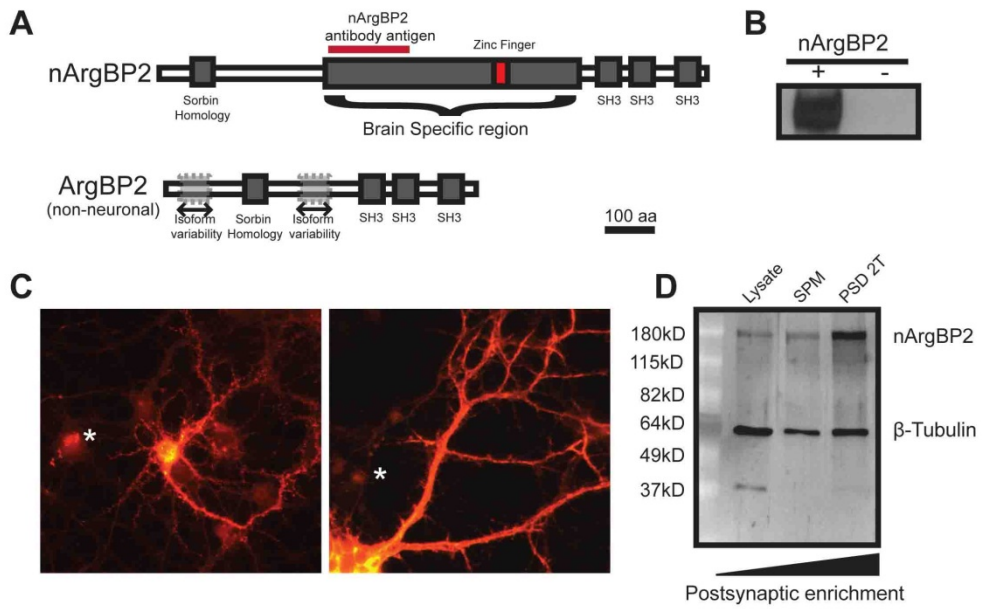 A
nArgBP2
antibody antigen
Zinc Finger
nArgBP2
Sorbin
Homology
SH3 SH3 SH3
Brain Specific region
ArgBP2
(non-neuronal)
Isoform
variability
Sorbin
Homology
Isoform
variability
SH3 SH3 SH3
100 aa
B
nArgBP2
+ -
C
*
*
D
Lysate
SPM
PSD 2T
180kD
115kD
82kD
64kD
49kD
37kD
nArgBP2
β-Tubulin
Postsynaptic enrichment